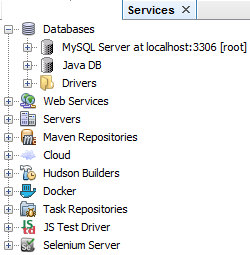 Services
Databases
MySQL Server at localhost:3306 [root]
Java DB
Drivers
Web Services
Servers
Maven Repositories
Cloud
Hudson Builders
Docker
Task Repositories
JS Test Driver
Selenium Server